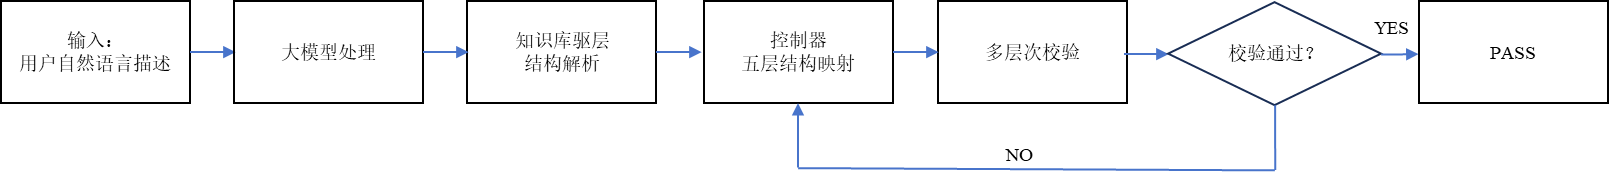 输入：
用户自然语言描述
大模型处理
知识库驱层
结构解析
控制器
五层结构映射
多层次校验
校验通过？
YES
PASS
NO